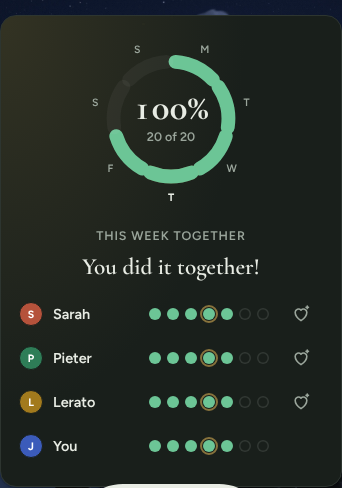 S
M
S
T
100%
20 of 20
F
W
T
THIS WEEK TOGETHER
You did it together!
S Sarah
P Pieter
L Lerato
J You